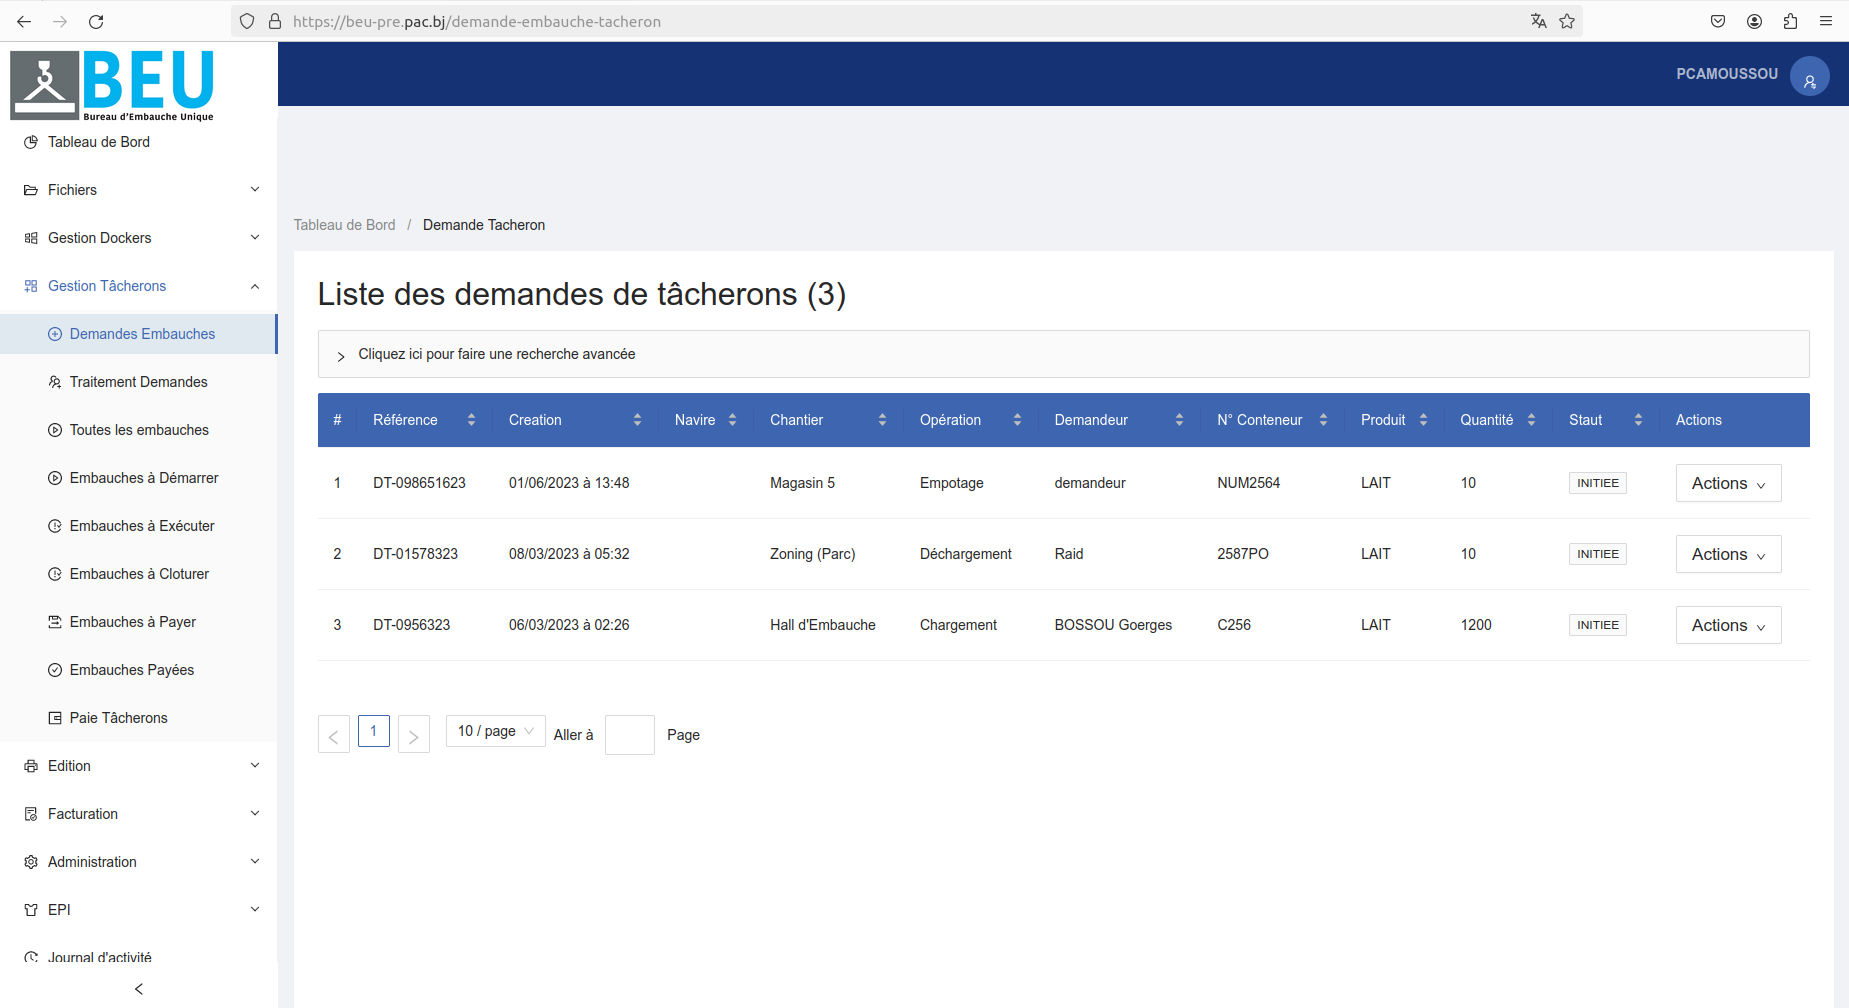 https://beu-pre.pac.bj/demande-embauche-tacheron
BEU
Bureau d'Embauche Unique
PCAMOUSSOU
Tableau de Bord
Fichiers
Gestion Dockers
Gestion Tâcherons
Demandes Embauches
Traitement Demandes
Toutes les embauches
Embauches à Démarrer
Embauches à Exécuter
Embauches à Cloturer
Embauches à Payer
Embauches Payées
Paie Tâcherons
Edition
Facturation
Administration
EPI
Journal d'activité
Tableau de Bord / Demande Tacheron
Liste des demandes de tâcherons (3)
Cliquez ici pour faire une recherche avancée
# Référence Creation Navire Chantier Opération Demandeur N° Conteneur Produit Quantité Staut Actions
1 DT-098651623 01/06/2023 à 13:48 Magasin 5 Empotage demandeur NUM2564 LAIT 10 INITIEE Actions
2 DT-01578323 08/03/2023 à 05:32 Zoning (Parc) Déchargement Raid 2587PO LAIT 10 INITIEE Actions
3 DT-0956323 06/03/2023 à 02:26 Hall d'Embauche Chargement BOSSOU Goerges C256 LAIT 1200 INITIEE Actions
1 10 / page Aller à Page